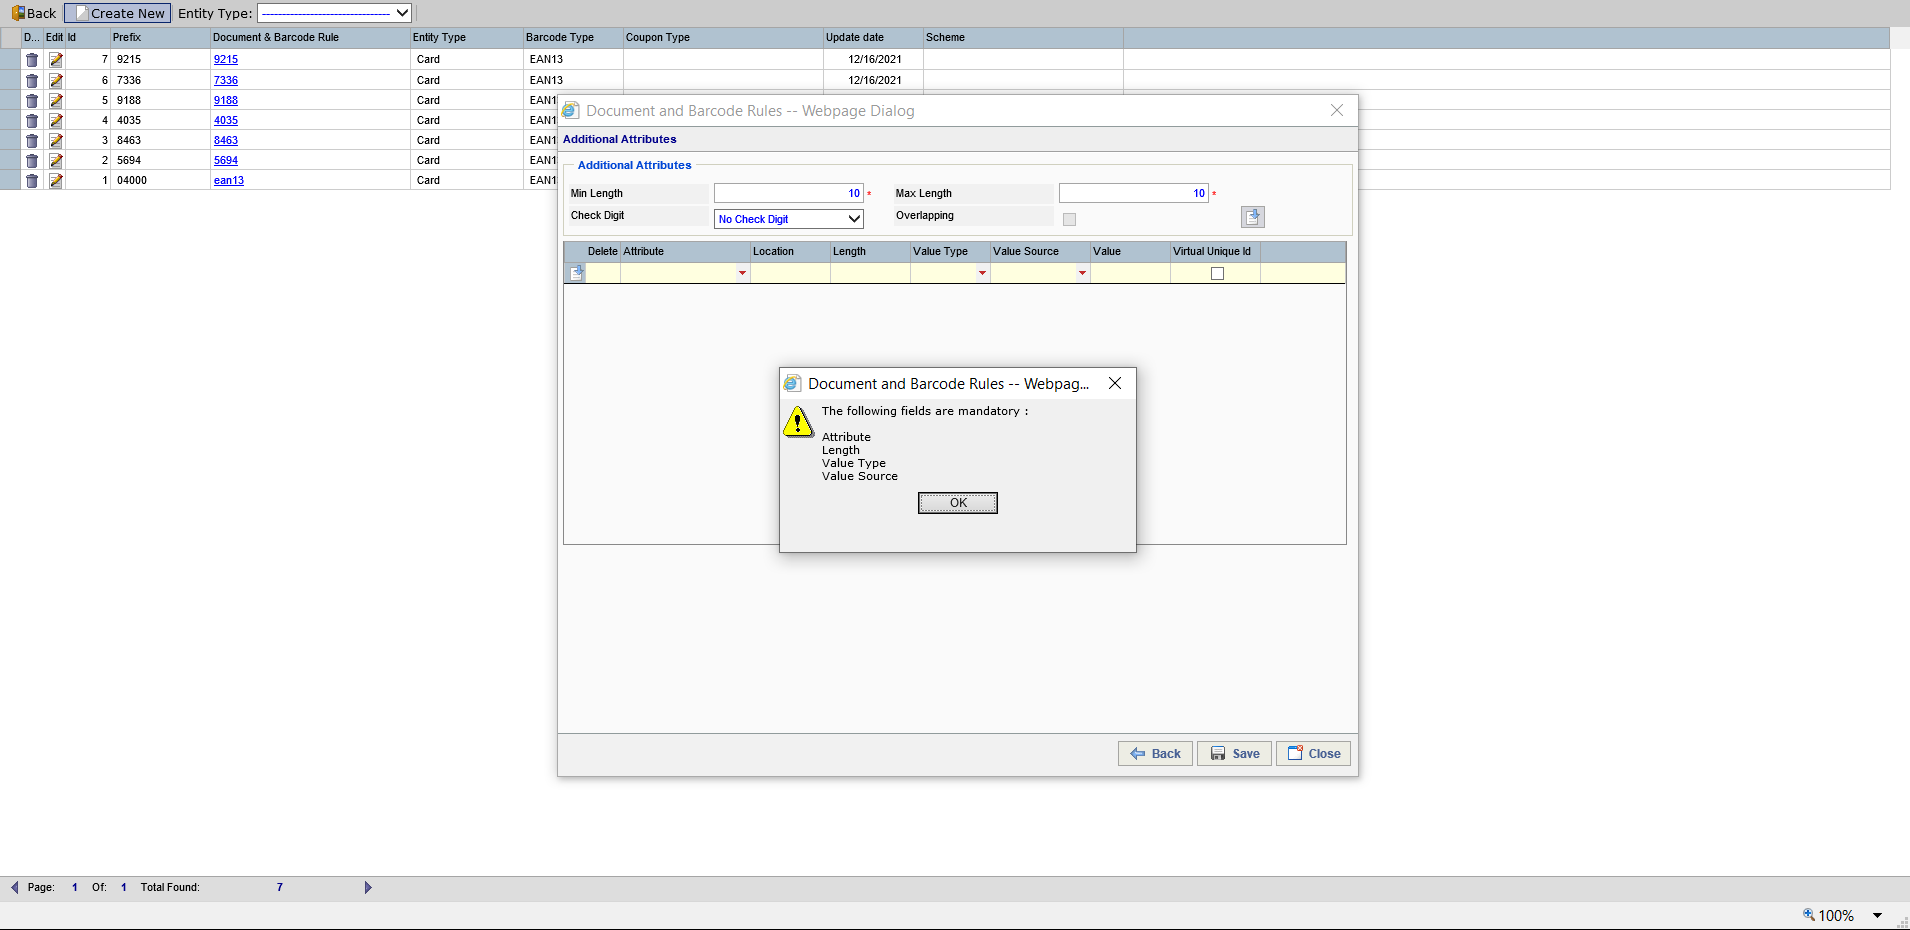 Back Create New Entity Type: --------------------------------
D... Edit Id Prefix Document & Barcode Rule Entity Type Barcode Type Coupon Type Update date Scheme
7 9215 9215 Card EAN13 12/16/2021
6 7336 7336 Card EAN13 12/16/2021
5 9188 9188 Card EAN1
4 4035 4035 Card EAN1
3 8463 8463 Card EAN1
2 5694 5694 Card EAN1
1 04000 ean13 Card EAN1
Document and Barcode Rules -- Webpage Dialog
Additional Attributes
Additional Attributes
Min Length 10 * Max Length 10 *
Check Digit No Check Digit Overlapping
Delete Attribute Location Length Value Type Value Source Value Virtual Unique Id
Document and Barcode Rules -- Webpag...
The following fields are mandatory :
Attribute
Length
Value Type
Value Source
OK
Back Save Close
Page: 1 Of: 1 Total Found: 7
100%